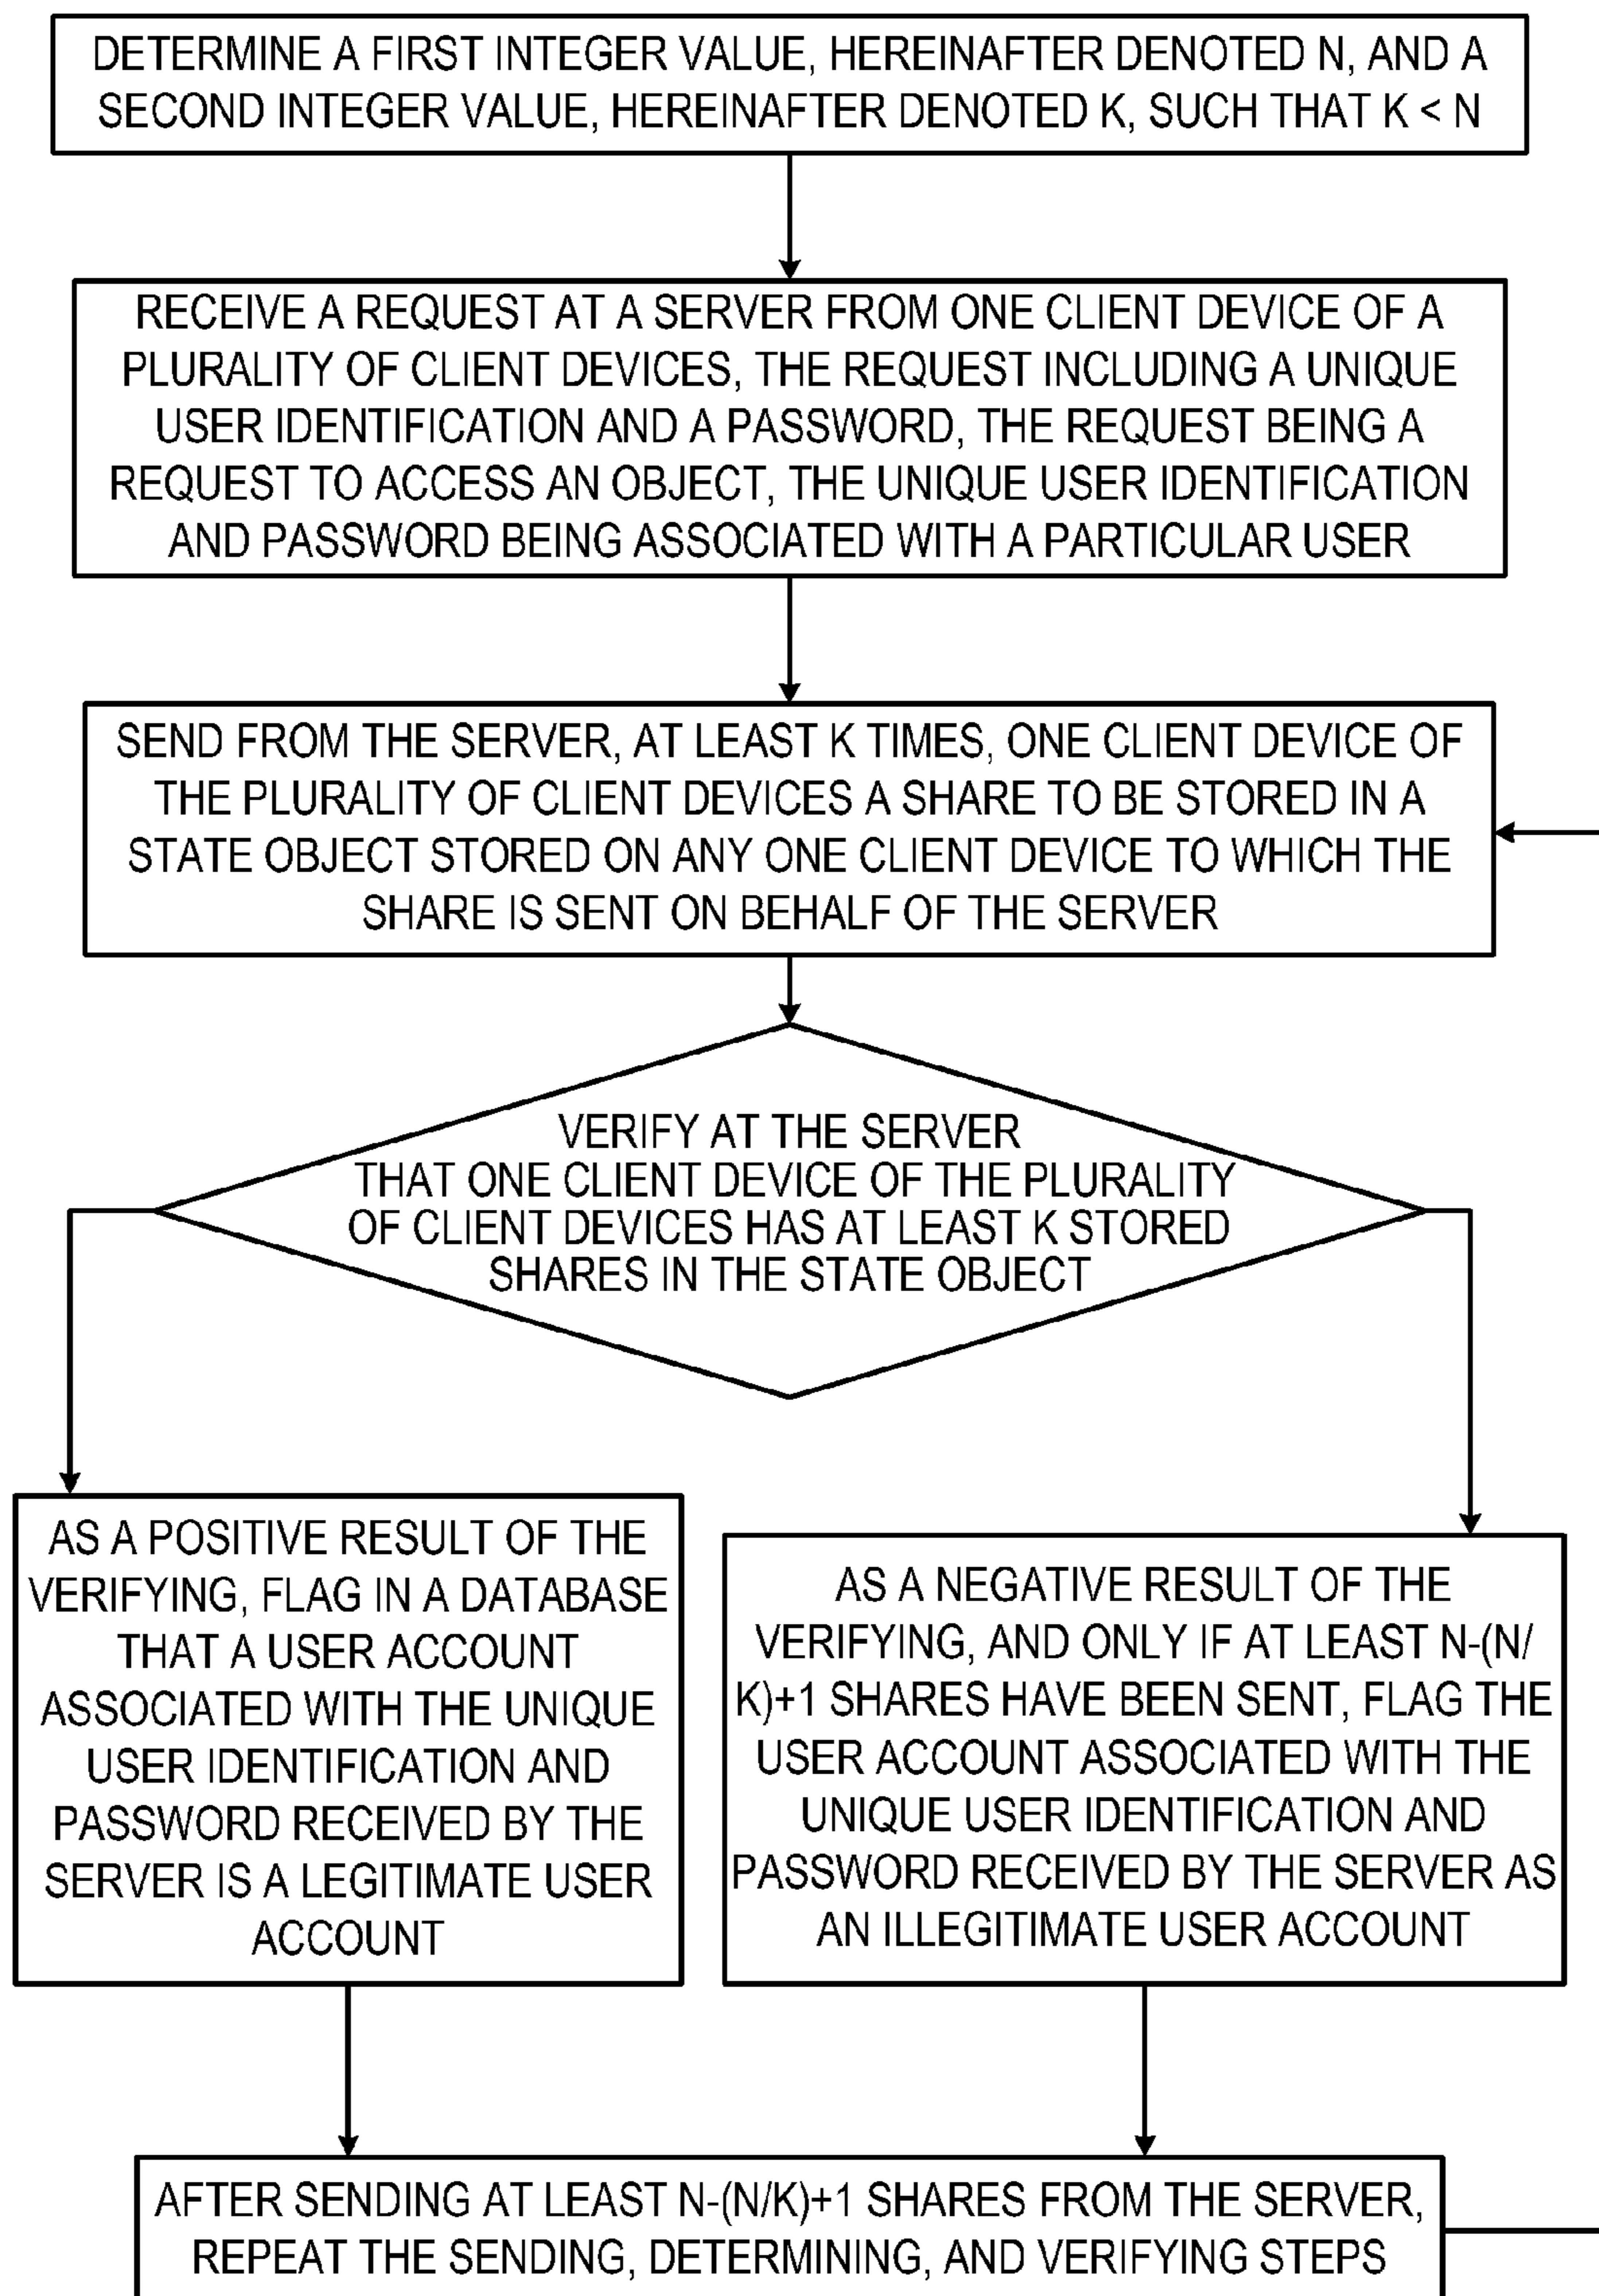 DETERMINE A FIRST INTEGER VALUE, HEREINAFTER DENOTED N, AND A
SECOND INTEGER VALUE, HEREINAFTER DENOTED K, SUCH THAT K < N
RECEIVE A REQUEST AT A SERVER FROM ONE CLIENT DEVICE OF A
PLURALITY OF CLIENT DEVICES, THE REQUEST INCLUDING A UNIQUE
USER IDENTIFICATION AND A PASSWORD, THE REQUEST BEING A
REQUEST TO ACCESS AN OBJECT, THE UNIQUE USER IDENTIFICATION
AND PASSWORD BEING ASSOCIATED WITH A PARTICULAR USER
SEND FROM THE SERVER, AT LEAST K TIMES, ONE CLIENT DEVICE OF
THE PLURALITY OF CLIENT DEVICES A SHARE TO BE STORED IN A
STATE OBJECT STORED ON ANY ONE CLIENT DEVICE TO WHICH THE
SHARE IS SENT ON BEHALF OF THE SERVER
VERIFY AT THE SERVER
THAT ONE CLIENT DEVICE OF THE PLURALITY
OF CLIENT DEVICES HAS AT LEAST K STORED
SHARES IN THE STATE OBJECT
AS A POSITIVE RESULT OF THE
VERIFYING, FLAG IN A DATABASE
THAT A USER ACCOUNT
ASSOCIATED WITH THE UNIQUE
USER IDENTIFICATION AND
PASSWORD RECEIVED BY THE
SERVER IS A LEGITIMATE USER
ACCOUNT
AS A NEGATIVE RESULT OF THE
VERIFYING, AND ONLY IF AT LEAST N-(N/
K)+1 SHARES HAVE BEEN SENT, FLAG THE
USER ACCOUNT ASSOCIATED WITH THE
UNIQUE USER IDENTIFICATION AND
PASSWORD RECEIVED BY THE SERVER AS
AN ILLEGITIMATE USER ACCOUNT
AFTER SENDING AT LEAST N-(N/K)+1 SHARES FROM THE SERVER,
REPEAT THE SENDING, DETERMINING, AND VERIFYING STEPS